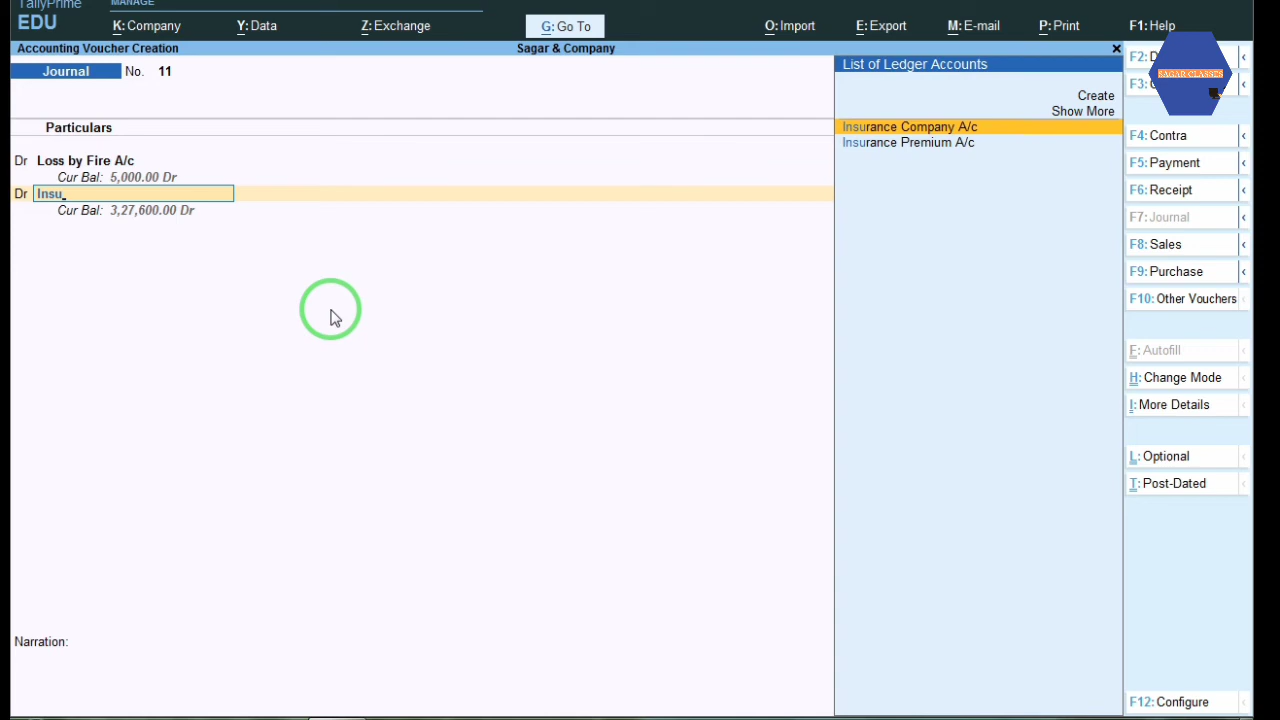 TallyPrime
MANAGE
EDU
K: Company
Y: Data
Z: Exchange
G: Go To
O: Import
E: Export
M: E-mail
P: Print
F1: Help
Accounting Voucher Creation
Sagar & Company
Journal No. 11
List of Ledger Accounts
Create
Show More
Particulars
Insurance Company A/c
Insurance Premium A/c
Dr Loss by Fire A/c
Cur Bal: 5,000.00 Dr
Dr Insu
Cur Bal: 3,27,600.00 Dr
Narration:
F2:
SAGAR CLASSES
F3:
F4: Contra
F5: Payment
F6: Receipt
F7: Journal
F8: Sales
F9: Purchase
F10: Other Vouchers
F: Autofill
H: Change Mode
I: More Details
L: Optional
T: Post-Dated
F12: Configure